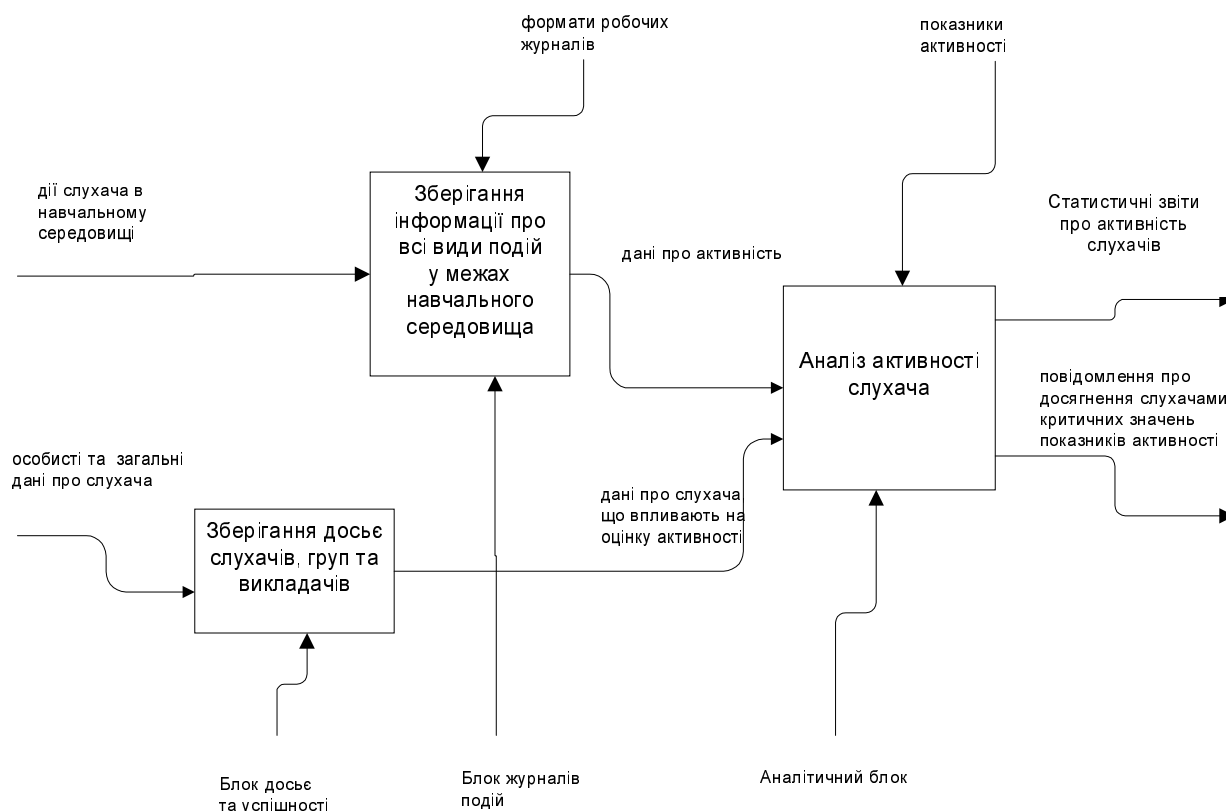 формати робочих
журналів
показники
активності
дії слухача в
навчальному
середовищі
Зберігання
інформації про
всі види подій
у межах
навчального
середовища
дані про активність
Статистичні звіти
про активність
слухачів
Аналіз активності
слухача
повідомлення про
досягнення слухачами
критичних значень
показників активності
особисті та загальні
дані про слухача
дані про слухача,
що впливають на
оцінку активності
Зберігання досьє
слухачів, груп та
викладачів
Блок досьє
та успішності
Блок журналів
подій
Аналітичний блок